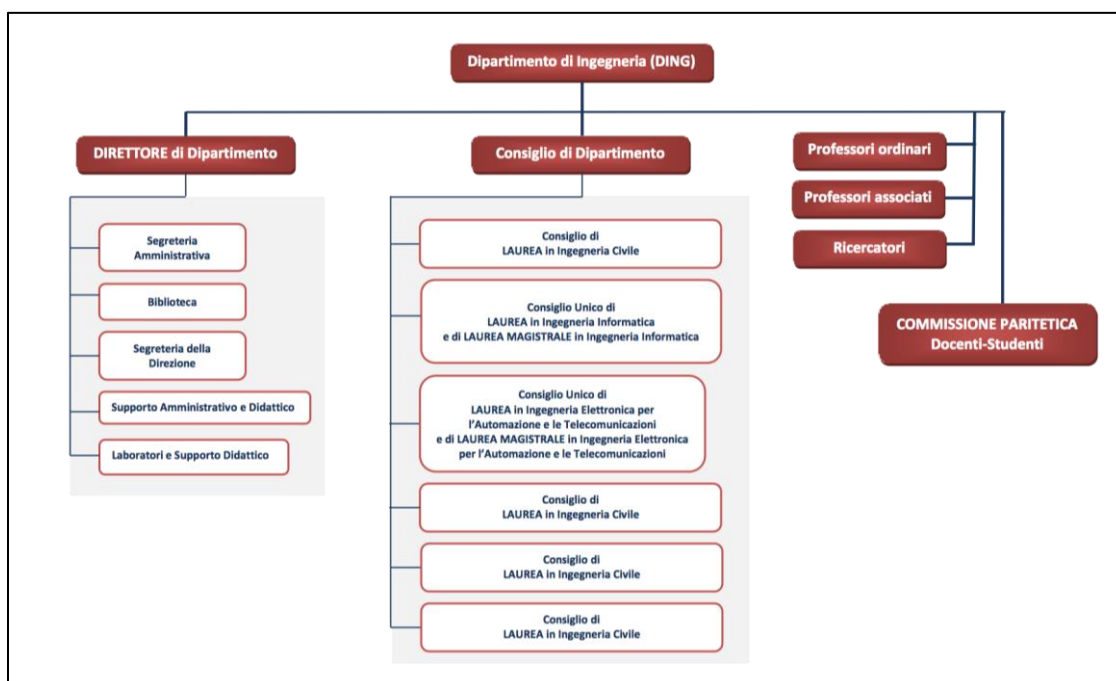 Dipartimento di Ingegneria (DING)
DIRETTORE di Dipartimento
Segreteria
Amministrativa
Biblioteca
Segreteria della
Direzione
Supporto Amministrativo e Didattico
Laboratori e Supporto Didattico
Consiglio di Dipartimento
Consiglio di
LAUREA in Ingegneria Civile
Consiglio Unico di
LAUREA in Ingegneria Informatica
e di LAUREA MAGISTRALE in Ingegneria Informatica
Consiglio Unico di
LAUREA in Ingegneria Elettronica per
l'Automazione e le Telecomunicazioni
e di LAUREA MAGISTRALE in Ingegneria Elettronica
per l'Automazione e le Telecomunicazioni
Consiglio di
LAUREA in Ingegneria Civile
Consiglio di
LAUREA in Ingegneria Civile
Consiglio di
LAUREA in Ingegneria Civile
Professori ordinari
Professori associati
Ricercatori
COMMISSIONE PARITETICA
Docenti-Studenti